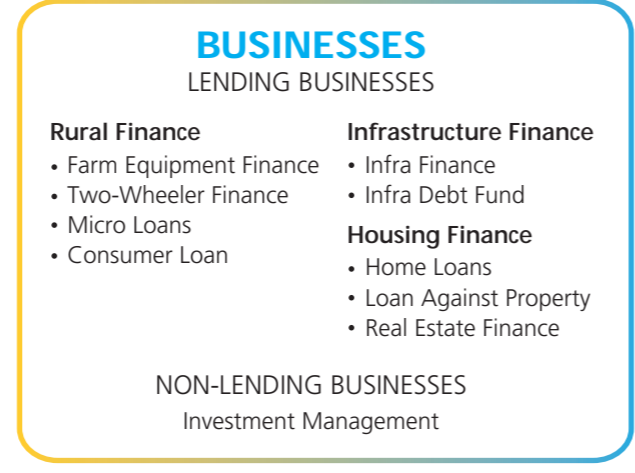 BUSINESSES
LENDING BUSINESSES
Rural Finance
• Farm Equipment Finance
• Two-Wheeler Finance
• Micro Loans
• Consumer Loan
Infrastructure Finance
• Infra Finance
• Infra Debt Fund
Housing Finance
• Home Loans
• Loan Against Property
• Real Estate Finance
NON-LENDING BUSINESSES
Investment Management